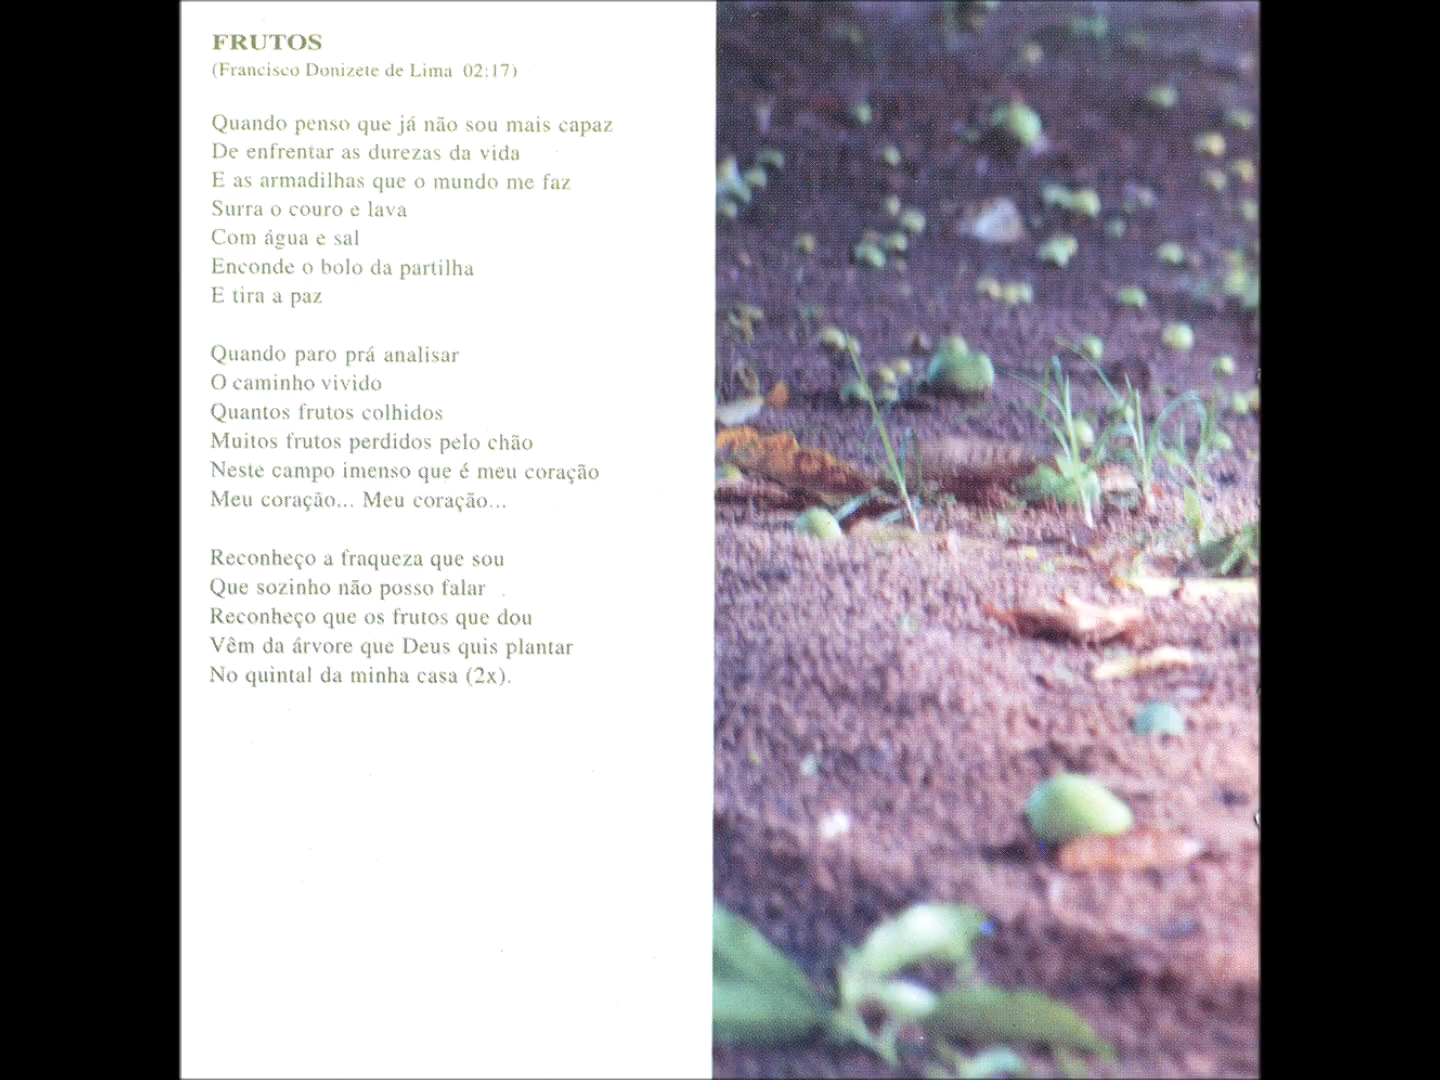 FRUTOS
(Francisco Donizete de Lima 02:17)
Quando penso que já não sou mais capaz
De enfrentar as durezas da vida
E as armadilhas que o mundo me faz
Surra o couro e lava
Com água e sal
Enconde o bolo da partilha
E tira a paz
Quando paro prá analisar
O caminho vivido
Quantos frutos colhidos
Muitos frutos perdidos pelo chão
Neste campo imenso que é meu coração
Meu coração... Meu coração...
Reconheço a fraqueza que sou
Que sozinho não posso falar
Reconheço que os frutos que dou
Vêm da árvore que Deus quis plantar
No quintal da minha casa (2x).